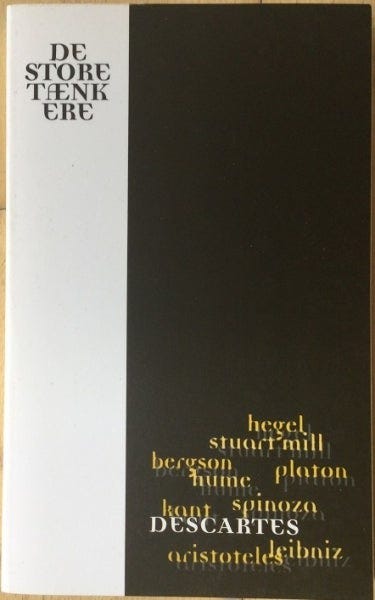 DE
STORE
TÆNK
ERE
hegel
stuart mill
bergson platon
hume
kant spinoza
DESCARTES
aristoteles leibniz